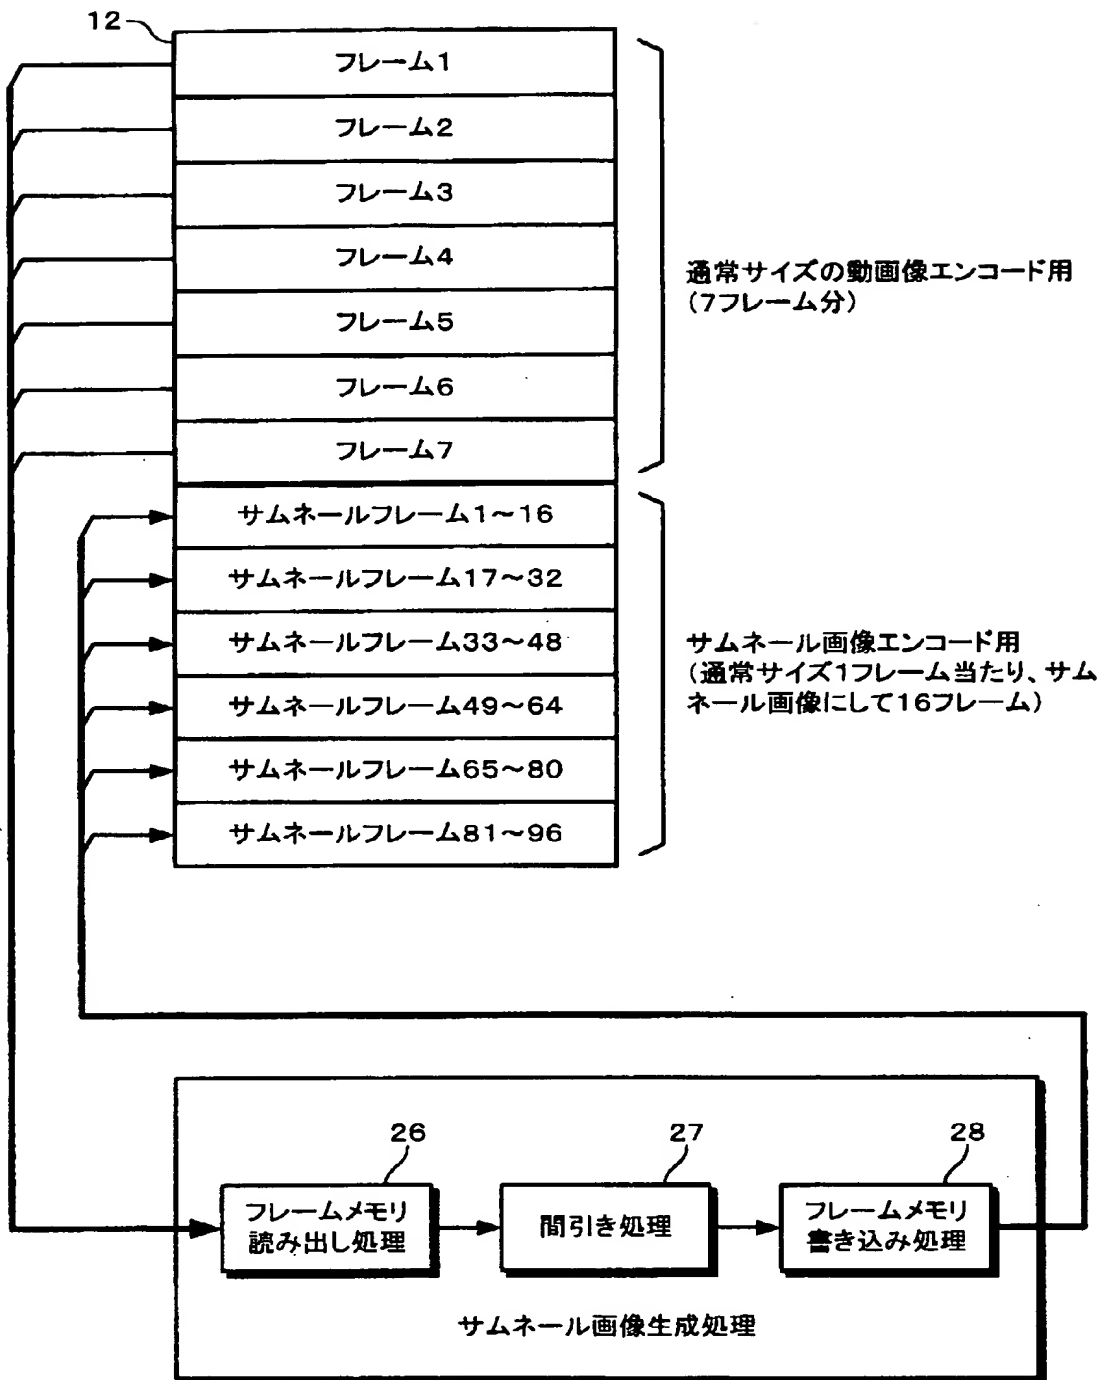 12
フレーム1
フレーム2
フレーム3
フレーム4
フレーム5
フレーム6
フレーム7
通常サイズの動画像エンコード用
(7フレーム分)
サムネールフレーム1~16
サムネールフレーム17~32
サムネールフレーム33~48
サムネールフレーム49~64
サムネールフレーム65~80
サムネールフレーム81~96
サムネール画像エンコード用
(通常サイズ1フレーム当たり、サム
ネール画像にして16フレーム)
26
27
28
フレームメモリ
読み出し処理
間引き処理
フレームメモリ
書き込み処理
サムネール画像生成処理